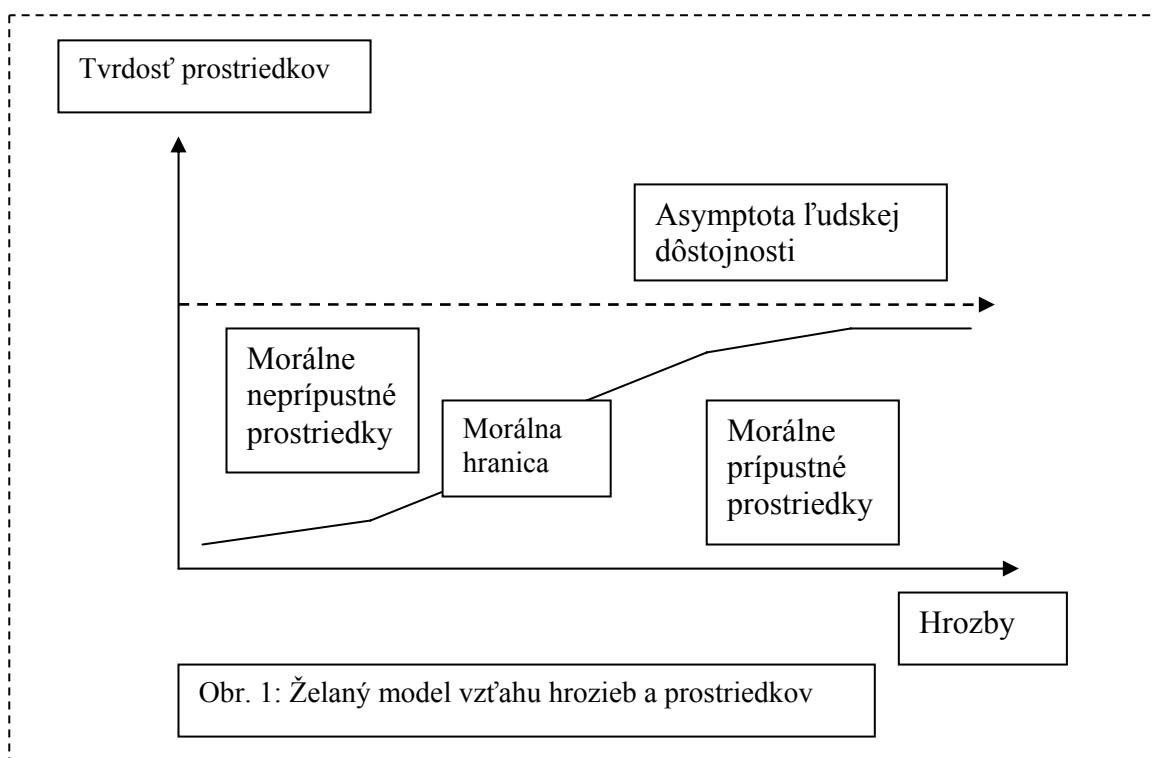 Tvrdosť prostriedkov
Asymptota ľudskej
dôstojnosti
Morálne
neprípustné
prostriedky
Morálna
hranica
Morálne
prípustné
prostriedky
Hrozby
Obr. 1: Želaný model vzťahu hrozieb a prostriedkov